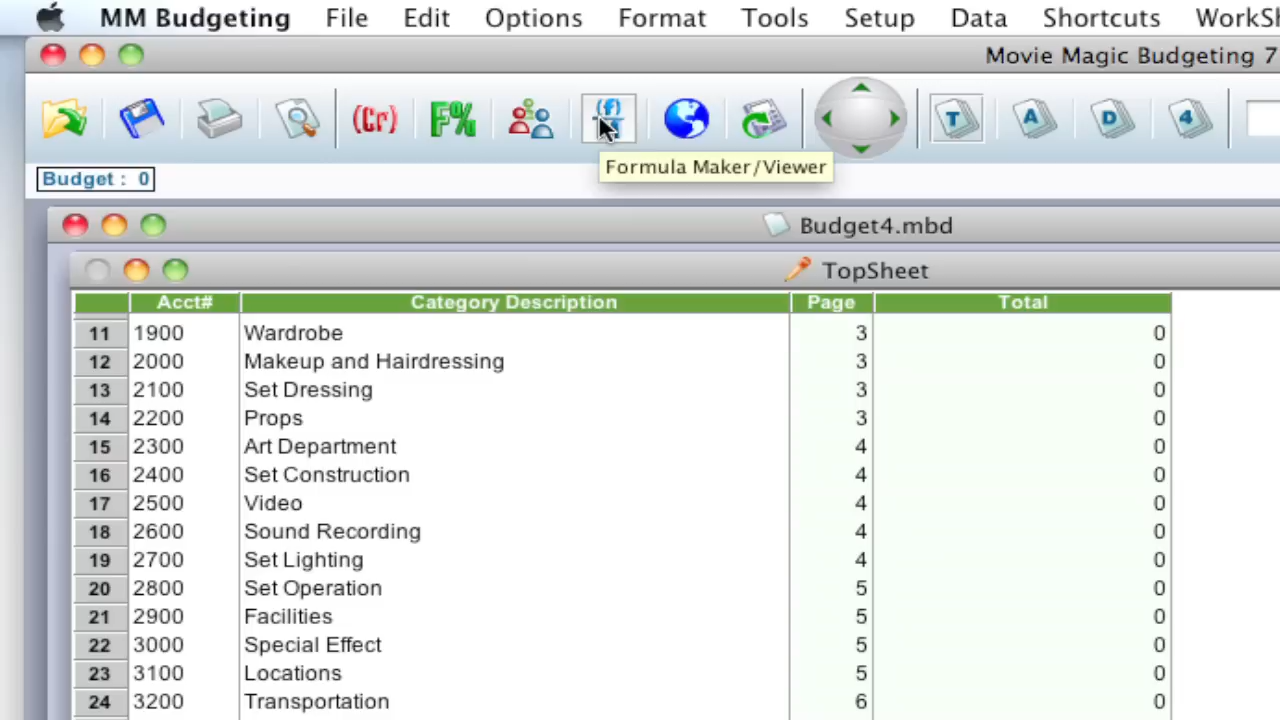 MM Budgeting File Edit Options Format Tools Setup Data Shortcuts
Movie Magic Budgeting 7
(Cr) F% (f) T A D 4
Formula Maker/Viewer
Budget : 0
Budget4.mbd
TopSheet
Acct# Category Description Page Total
11 1900 Wardrobe 3 0
12 2000 Makeup and Hairdressing 3 0
13 2100 Set Dressing 3 0
14 2200 Props 3 0
15 2300 Art Department 4 0
16 2400 Set Construction 4 0
17 2500 Video 4 0
18 2600 Sound Recording 4 0
19 2700 Set Lighting 4 0
20 2800 Set Operation 5 0
21 2900 Facilities 5 0
22 3000 Special Effect 5 0
23 3100 Locations 5 0
24 3200 Transportation 6 0